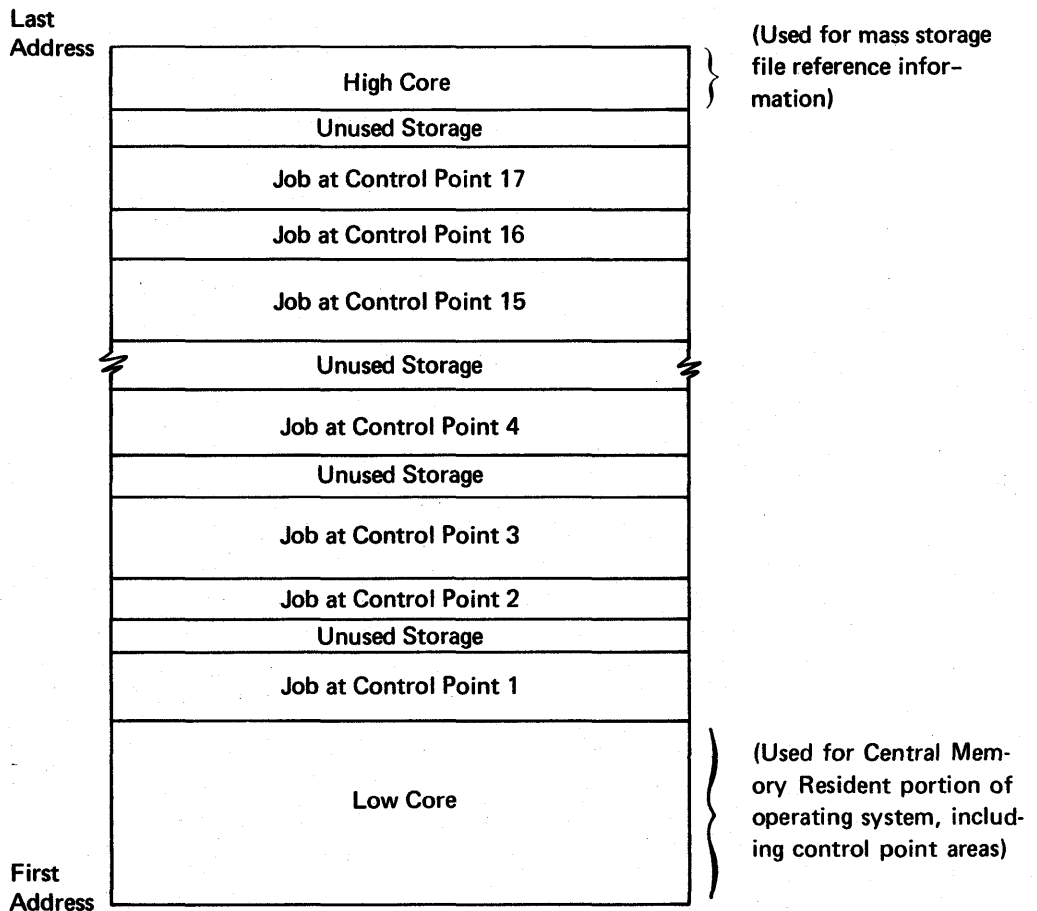 Last
Address
(Used for mass storage
file reference infor-
mation)
High Core
Unused Storage
Job at Control Point 17
Job at Control Point 16
Job at Control Point 15
Unused Storage
Job at Control Point 4
Unused Storage
Job at Control Point 3
Job at Control Point 2
Unused Storage
Job at Control Point 1
Low Core
(Used for Central Mem-
ory Resident portion of
operating system, includ-
ing control point areas)
First
Address